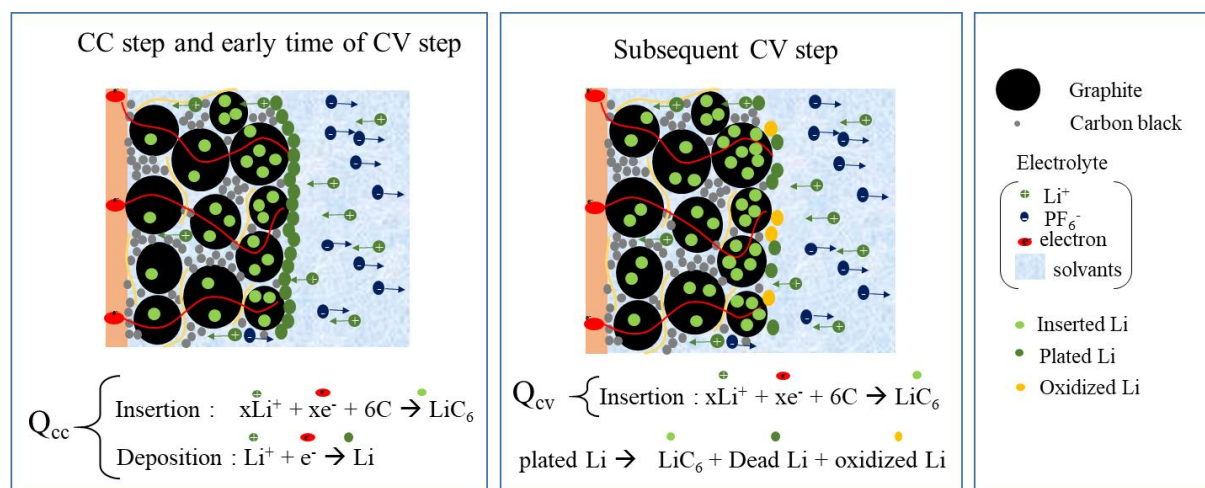 CC step and early time of CV step
Q_cc
Insertion : xLi⁺ + xe⁻ + 6C → LiC₆
Deposition : Li⁺ + e⁻ → Li
Subsequent CV step
Q_cv
Insertion : xLi⁺ + xe⁻ + 6C → LiC₆
plated Li → LiC₆ + Dead Li + oxidized Li
Graphite
Carbon black
Electrolyte
Li⁺
PF₆⁻
electron
solvants
Inserted Li
Plated Li
Oxidized Li